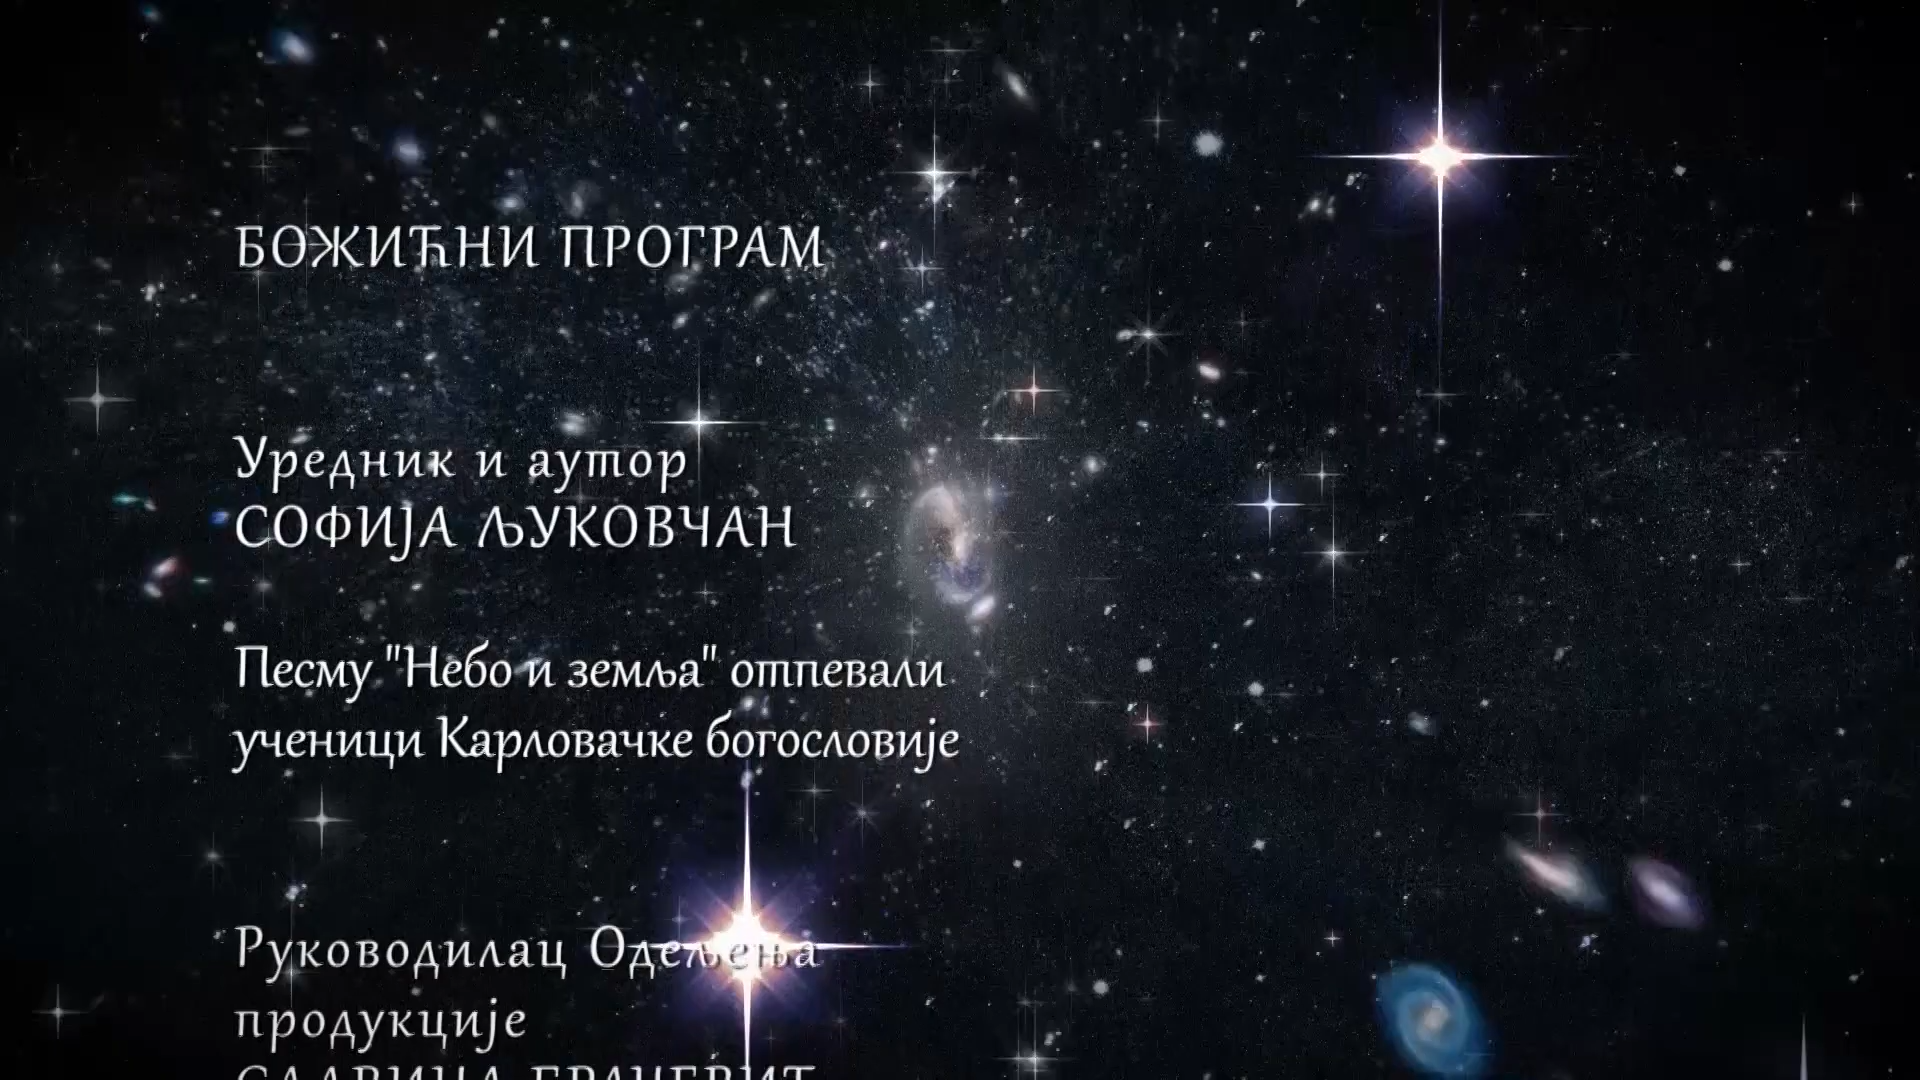 БОЖИЋНИ ПРОГРАМ
Уредник и аутор
СОФИЈА ЉУКОВЧАН
Песму "Небо и земља" отпевали
ученици Карловачке богословије
Руководилац Одељења
продукције